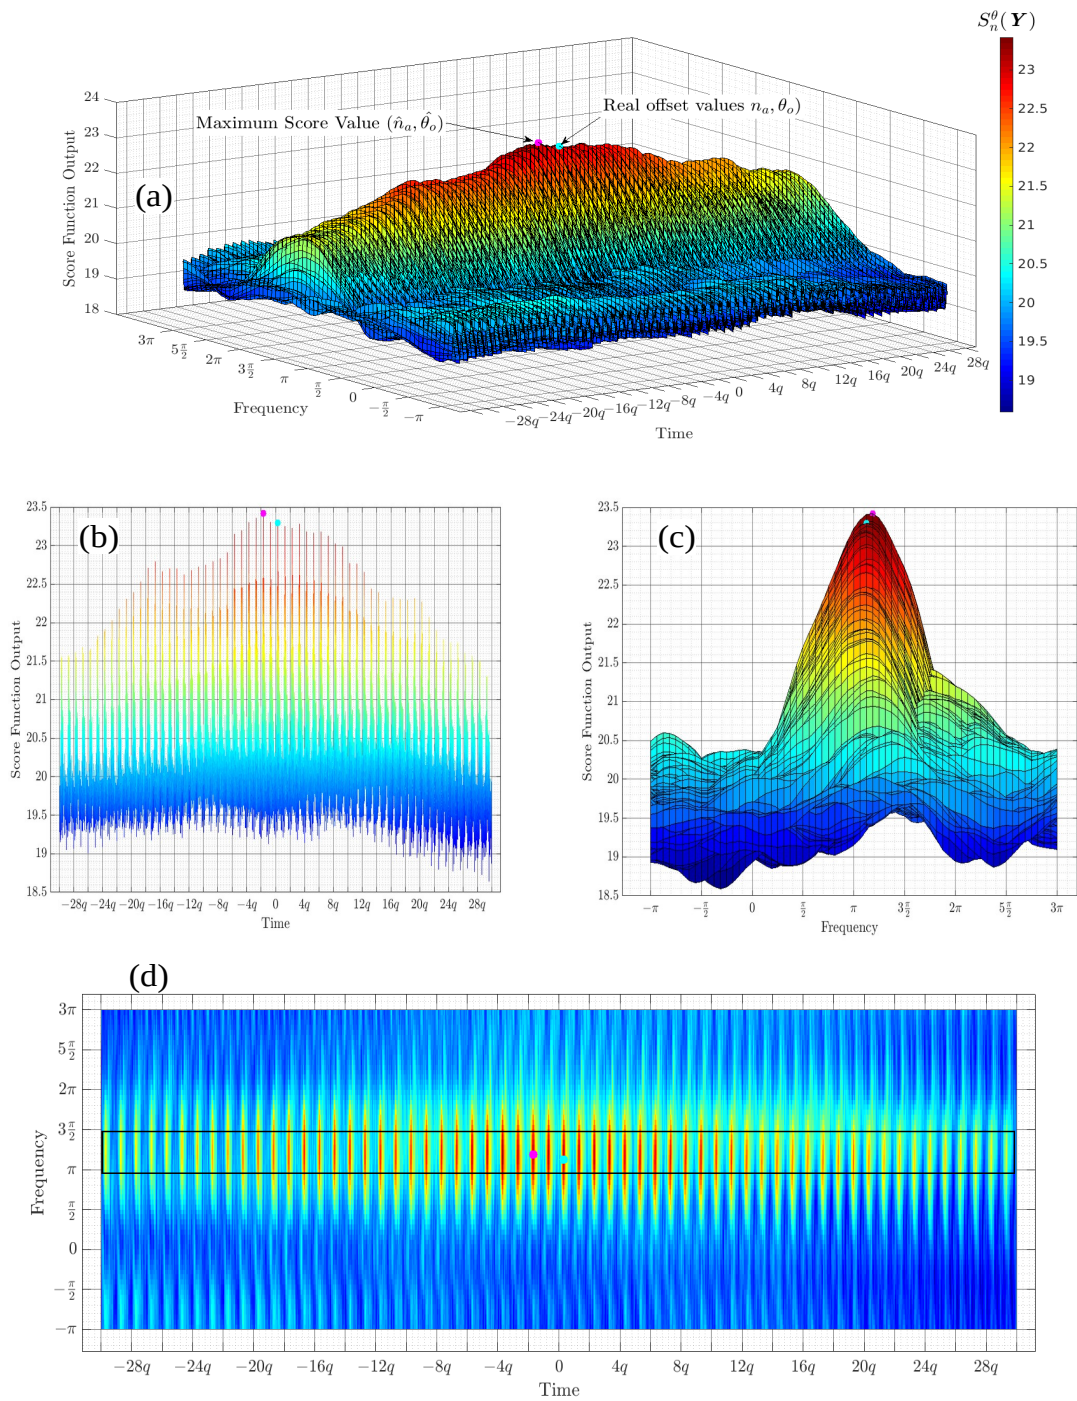 S_n^θ(Y)
24
23
22
21
20
19
18
Score Function Output
(a)
Maximum Score Value (n̂_a, θ̂_o)
Real offset values n_a, θ_o)
3π
5π/2
2π
3π/2
π
π/2
0
−π/2
−π
Frequency
−28q −24q −20q −16q −12q −8q −4q 0 4q 8q 12q 16q 20q 24q 28q
Time
23
22.5
22
21.5
21
20.5
20
19.5
19
(b)
23.5
23
22.5
22
21.5
21
20.5
20
19.5
19
18.5
Score Function Output
−28q −24q −20q −16q −12q −8q −4q 0 4q 8q 12q 16q 20q 24q 28q
Time
(c)
23.5
23
22.5
22
21.5
21
20.5
20
19.5
19
18.5
Score Function Output
−π −π/2 0 π/2 π 3π/2 2π 5π/2 3π
Frequency
(d)
3π
5π/2
2π
3π/2
π
π/2
0
−π/2
−π
Frequency
−28q −24q −20q −16q −12q −8q −4q 0 4q 8q 12q 16q 20q 24q 28q
Time